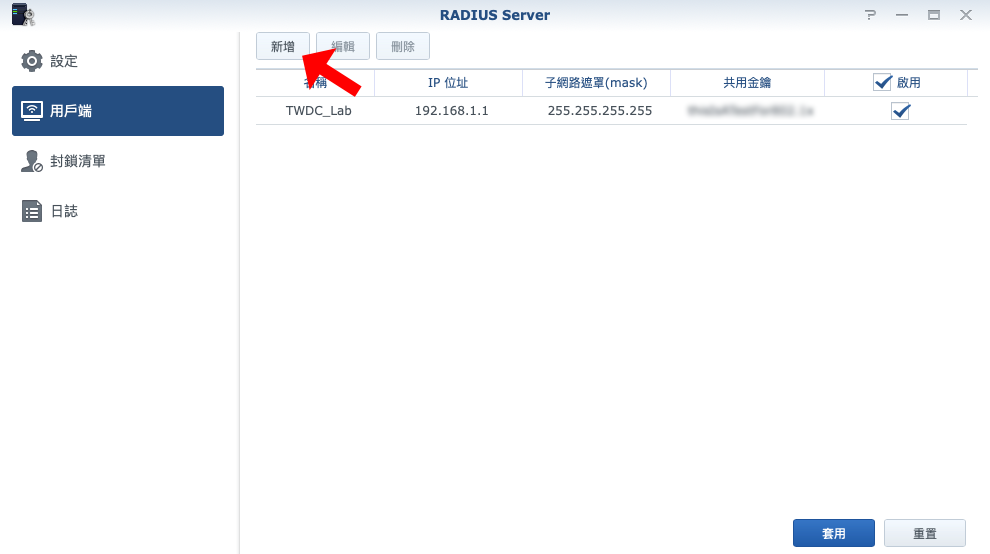 RADIUS Server
設定
用戶端
封鎖清單
日誌
新增 編輯 刪除
名稱 IP 位址 子網路遮罩(mask) 共用金鑰 啟用
TWDC_Lab 192.168.1.1 255.255.255.255
套用 重置